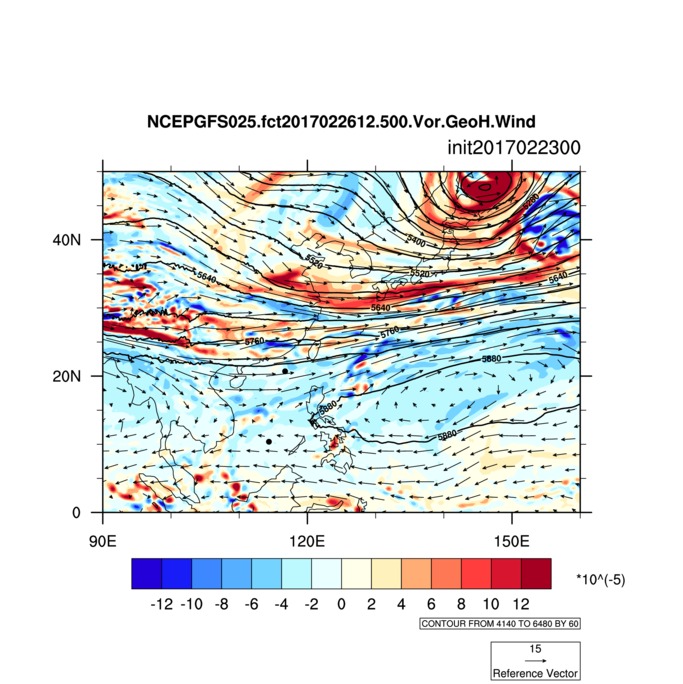 NCEPGFS025.fct2017022612.500.Vor.GeoH.Wind
init2017022300
5400
5520
5520
5640
5640
5640
5760
5760
5880
5880
5880
40N
20N
0
90E 120E 150E
-12 -10 -8 -6 -4 -2 0 2 4 6 8 10 12
*10^(-5)
CONTOUR FROM 4140 TO 6480 BY 60
15
Reference Vector